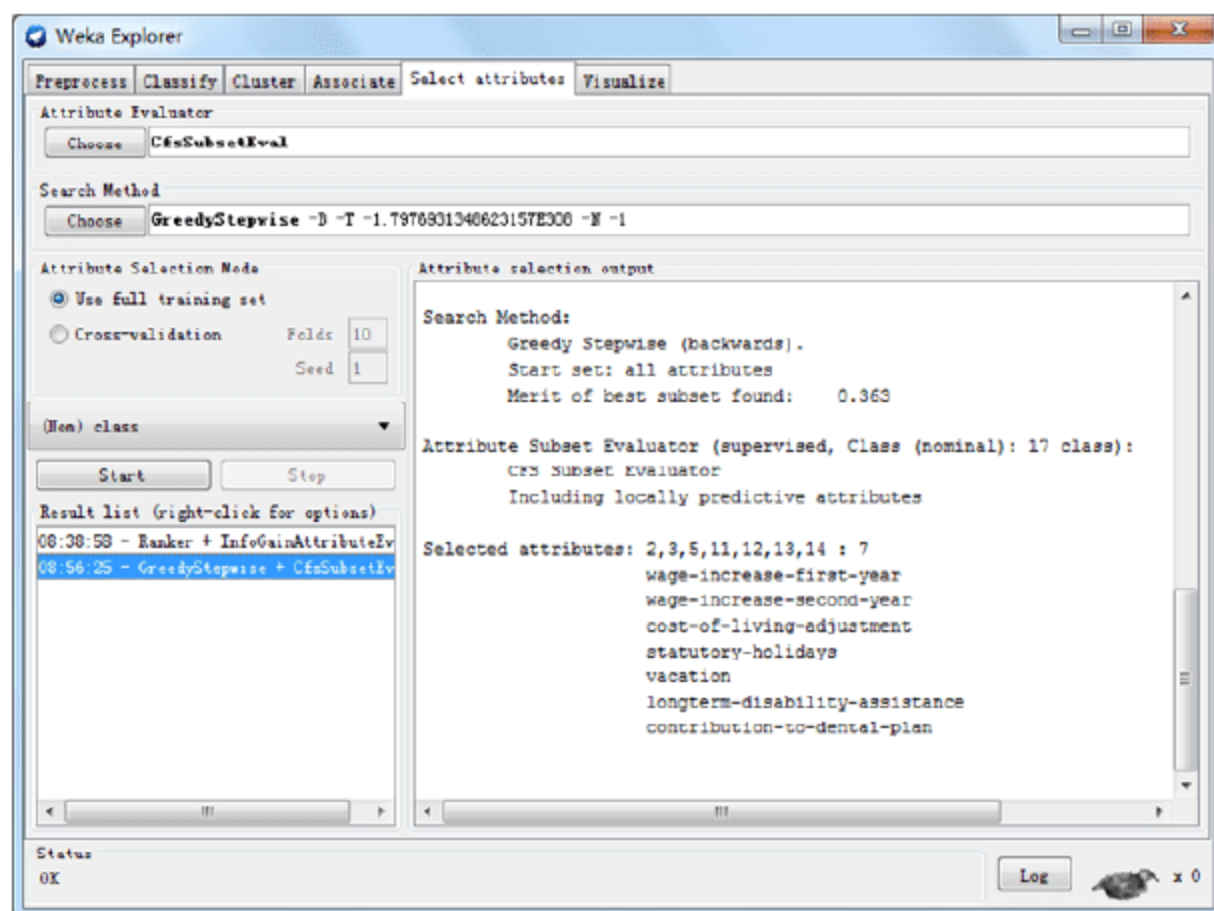 Weka Explorer
Preprocess Classify Cluster Associate Select attributes Visualize
Attribute Evaluator
Choose CfsSubsetEval
Search Method
Choose GreedyStepwise -B -T -1.7976931348623157E308 -N -1
Attribute Selection Mode
Use full training set
Cross-validation Folds 10
Seed 1
(Nom) class
Start Stop
Result list (right-click for options)
08:38:58 - Ranker + InfoGainAttributeEv
08:56:25 - GreedyStepwise + CfsSubsetEv
Attribute selection output
Search Method:
Greedy Stepwise (backwards).
Start set: all attributes
Merit of best subset found: 0.363
Attribute Subset Evaluator (supervised, Class (nominal): 17 class):
CFS Subset Evaluator
Including locally predictive attributes
Selected attributes: 2,3,5,11,12,13,14 : 7
wage-increase-first-year
wage-increase-second-year
cost-of-living-adjustment
statutory-holidays
vacation
longterm-disability-assistance
contribution-to-dental-plan
Status
OK
Log x 0